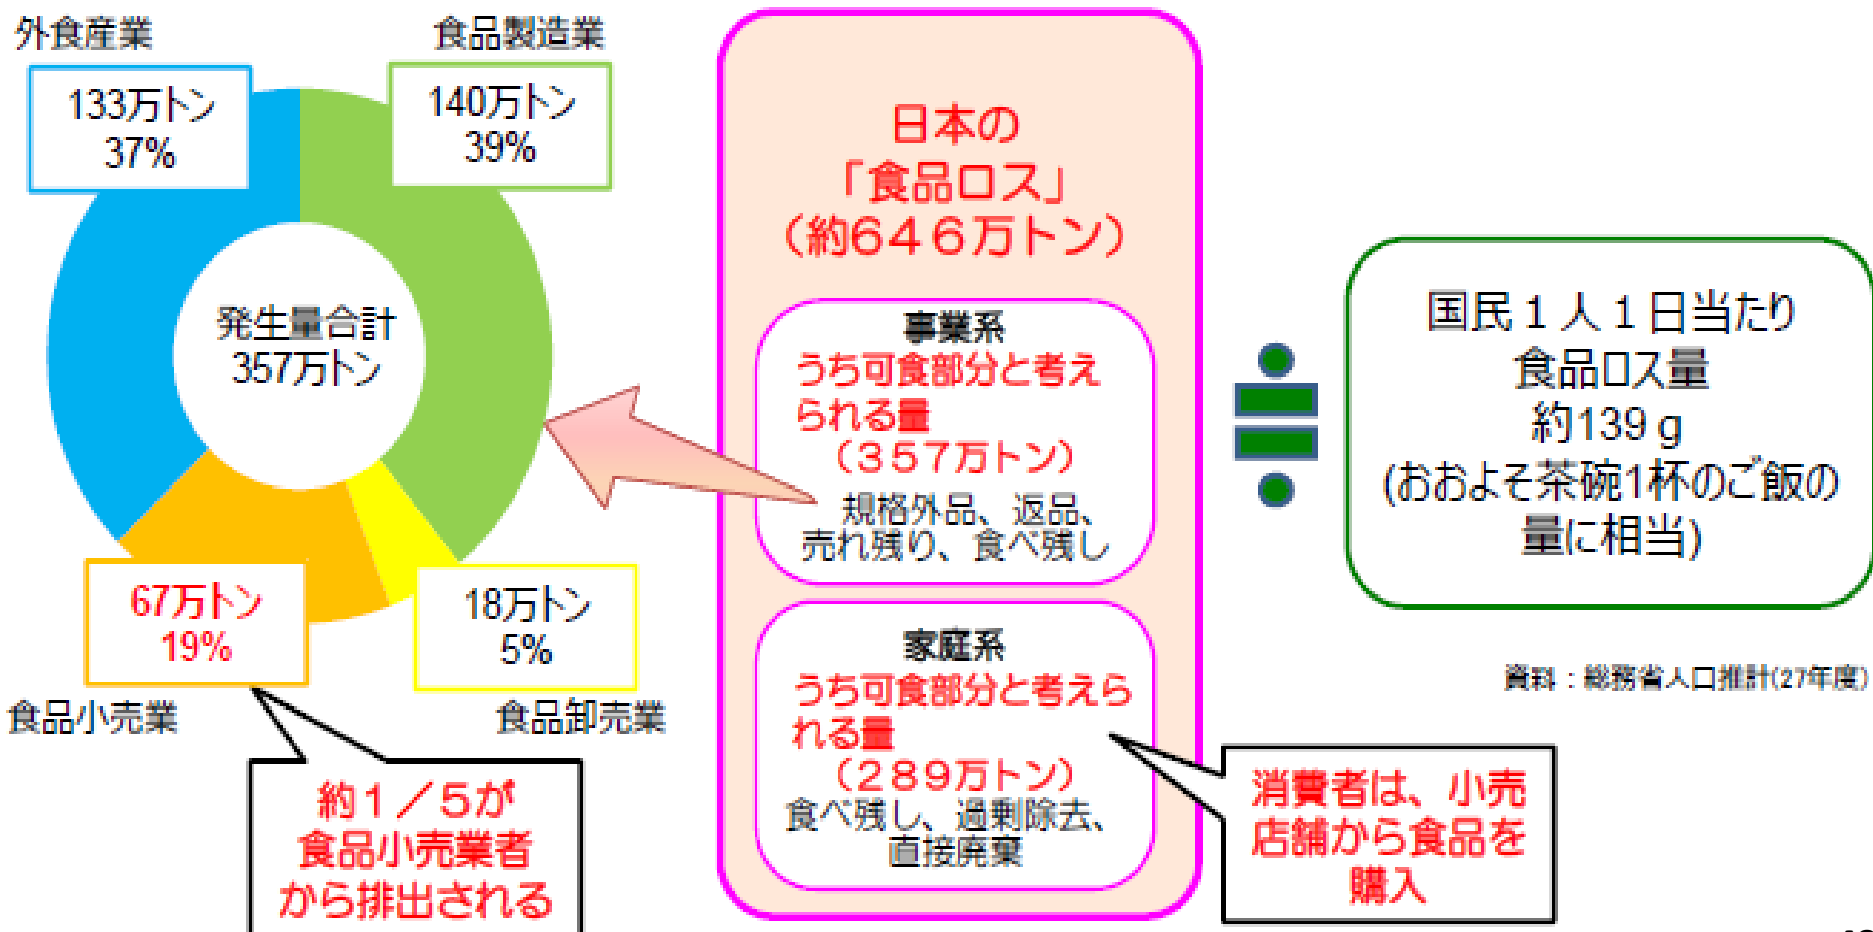 外食産業
133万トン
37%
食品製造業
140万トン
39%
発生量合計
357万トン
67万トン
19%
食品小売業
18万トン
5%
食品卸売業
約１／５が
食品小売業者
から排出される
日本の
「食品ロス」
（約６４６万トン）
事業系
うち可食部分と考え
られる量
（３５７万トン）
規格外品、返品、
売れ残り、食べ残し
家庭系
うち可食部分と考えら
れる量
（２８９万トン）
食べ残し、過剰除去、
直接廃棄
消費者は、小売
店舗から食品を
購入
国民１人１日当たり
食品ロス量
約139ｇ
(おおよそ茶碗1杯のご飯の
量に相当)
資料：総務省人口推計(27年度)